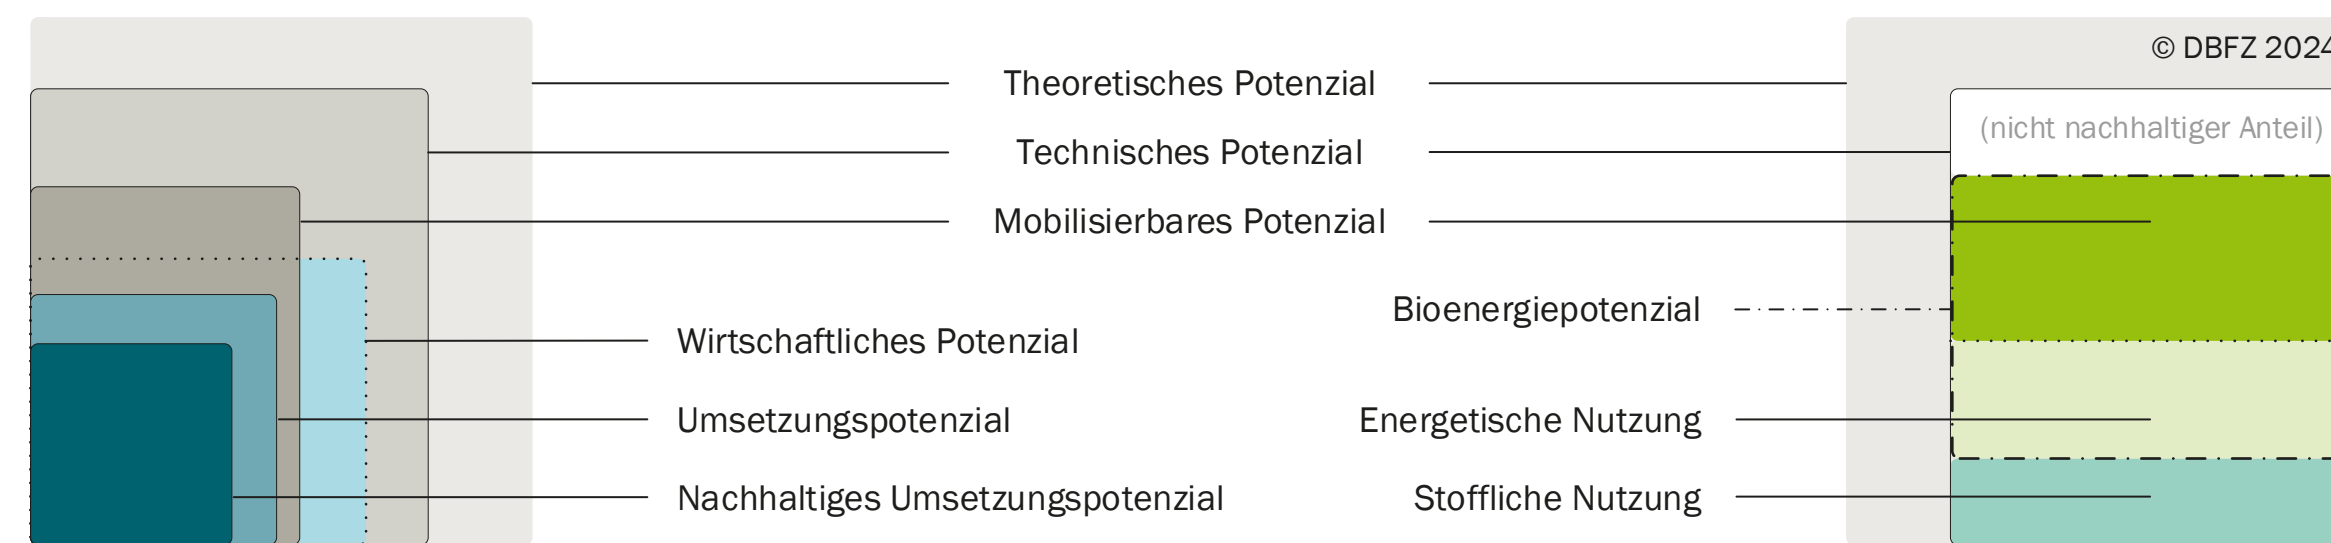 © DBFZ 2024
Theoretisches Potenzial
(nicht nachhaltiger Anteil)
Technisches Potenzial
Mobilisierbares Potenzial
Bioenergiepotenzial
Wirtschaftliches Potenzial
Umsetzungspotenzial
Energetische Nutzung
Nachhaltiges Umsetzungspotenzial
Stoffliche Nutzung